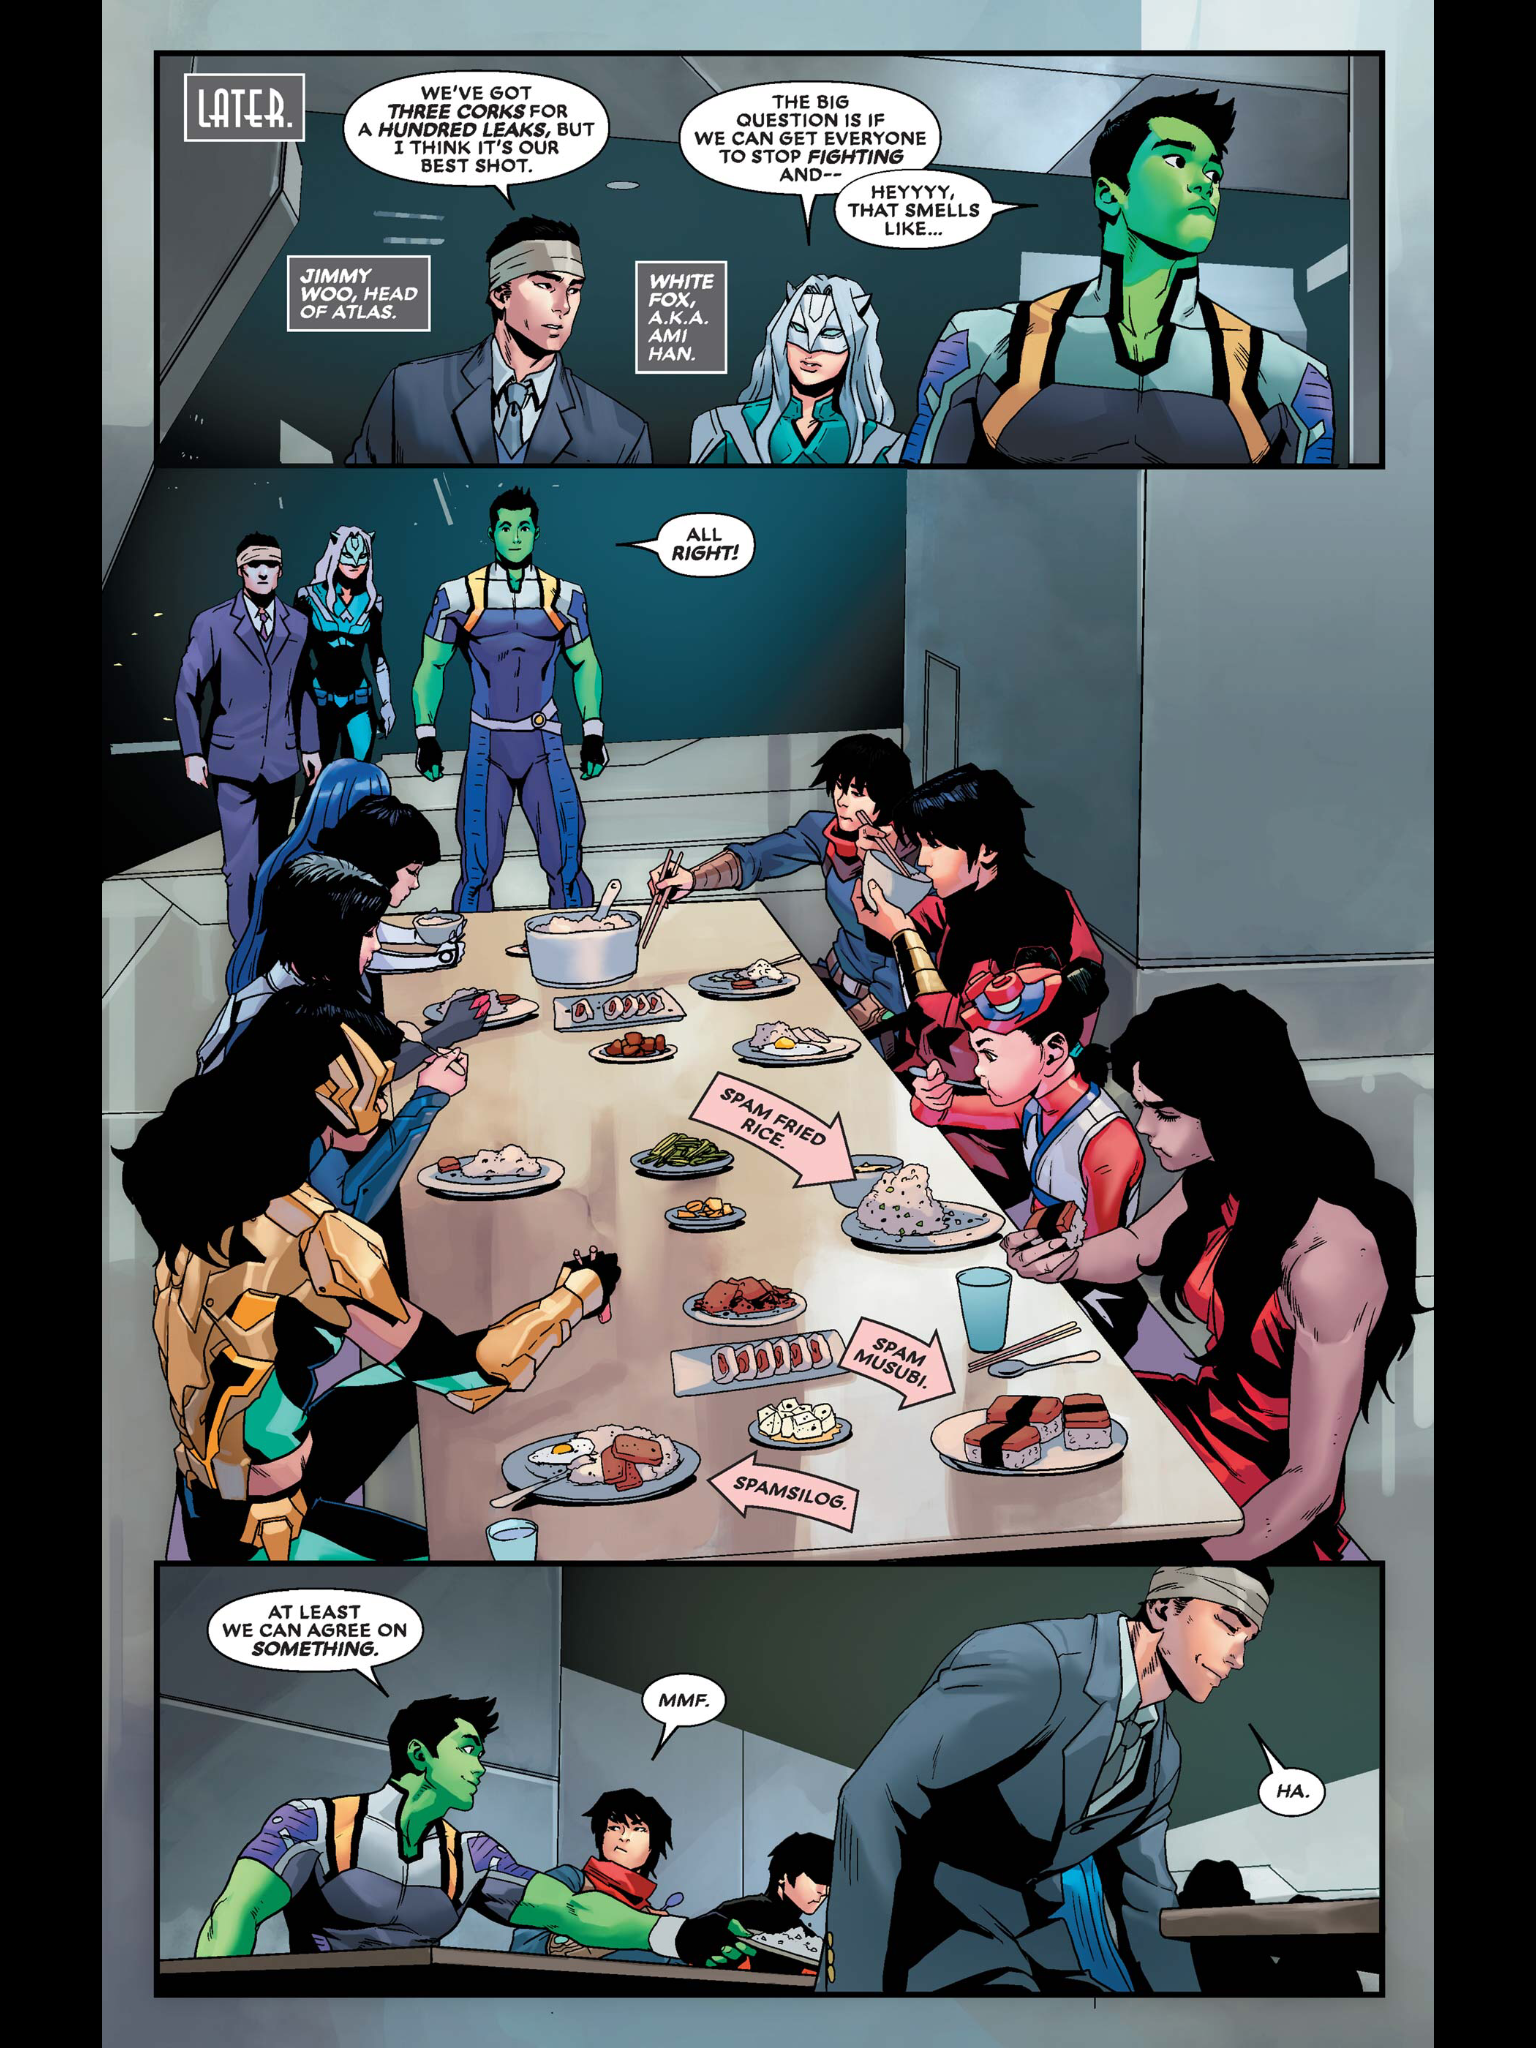 LATER.
WE'VE GOT
THREE CORKS FOR
A HUNDRED LEAKS, BUT
I THINK IT'S OUR
BEST SHOT.
JIMMY
WOO, HEAD
OF ATLAS.
THE BIG
QUESTION IS IF
WE CAN GET EVERYONE
TO STOP FIGHTING
AND--
WHITE
FOX,
A.K.A.
AMI
HAN.
HEYYYY,
THAT SMELLS
LIKE...
ALL
RIGHT!
SPAM FRIED
RICE.
SPAM
MUSUBI.
SPAMSILOG.
AT LEAST
WE CAN AGREE ON
SOMETHING.
MMF.
HA.